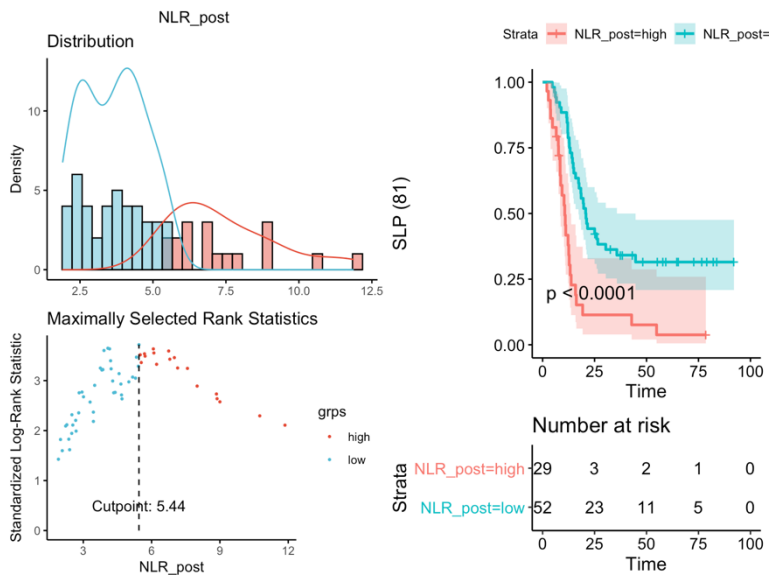 NLR_post
Distribution
Density
10
5
0
2.5 5.0 7.5 10.0 12.5
Maximally Selected Rank Statistics
Standardized Log-Rank Statistic
3
2
1
0
Cutpoint: 5.44
3 6 9 12
NLR_post
grps
high
low
Strata NLR_post=high NLR_post=
SLP (81)
1.00
0.75
0.50
0.25
0.00
p < 0.0001
0 25 50 75 100
Time
Number at risk
Strata
NLR_post=high 29 3 2 1 0
NLR_post=low 52 23 11 5 0
0 25 50 75 100
Time